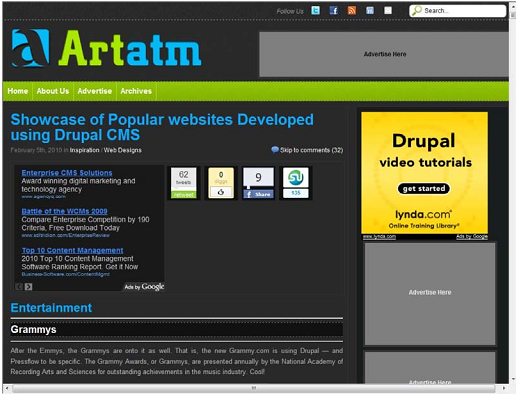 Follow Us
Search...
a Artatm
Advertise Here
Home About Us Advertise Archives
Showcase of Popular websites Developed
using Drupal CMS
February 5th, 2010 in Inspiration / Web Designs
Skip to comments (32)
Enterprise CMS Solutions
Award winning digital marketing and
technology agency
Battle of the WCMs 2009
Compare Enterprise Competition by 190
Criteria. Free Download Today
www.sdltridion.com/EnterpriseReview
Top 10 Content Management
2010 Top 10 Content Management
Software Ranking Report. Get it Now
Business-Software.com/ContentMgmt
Ads by Google
62
tweets
retweet
0
diggs
9
Share
135
Drupal
video tutorials
get started
lynda.com
Online Training Library®
www.lynda.com Ads by Google
Advertise Here
Advertise Here
Entertainment
Grammys
After the Emmys, the Grammys are onto it as well. That is, the new Grammy.com is using Drupal — and
Pressflow to be specific. The Grammy Awards, or Grammys, are presented annually by the National Academy of
Recording Arts and Sciences for outstanding achievements in the music industry. Cool!